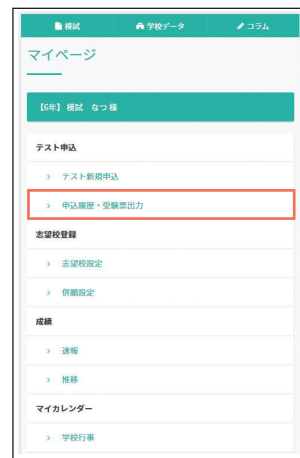 模試 学校データ コラム
マイページ
【6年】模試 なつ 様
テスト申込
> テスト新規申込
> 申込履歴・受験票出力
志望校登録
> 志望校設定
> 併願設定
成績
> 速報
> 推移
マイカレンダー
> 学校行事